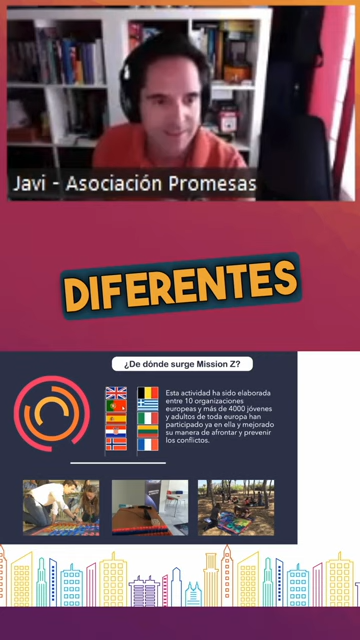 Javi - Asociación Promesas
DIFERENTES
¿De dónde surge Mission Z?
Esta actividad ha sido elaborada
entre 10 organizaciones
europeas y más de 4000 jóvenes
y adultos de toda europa han
participado ya en ella y mejorado
su manera de afrontar y prevenir
los conflictos.